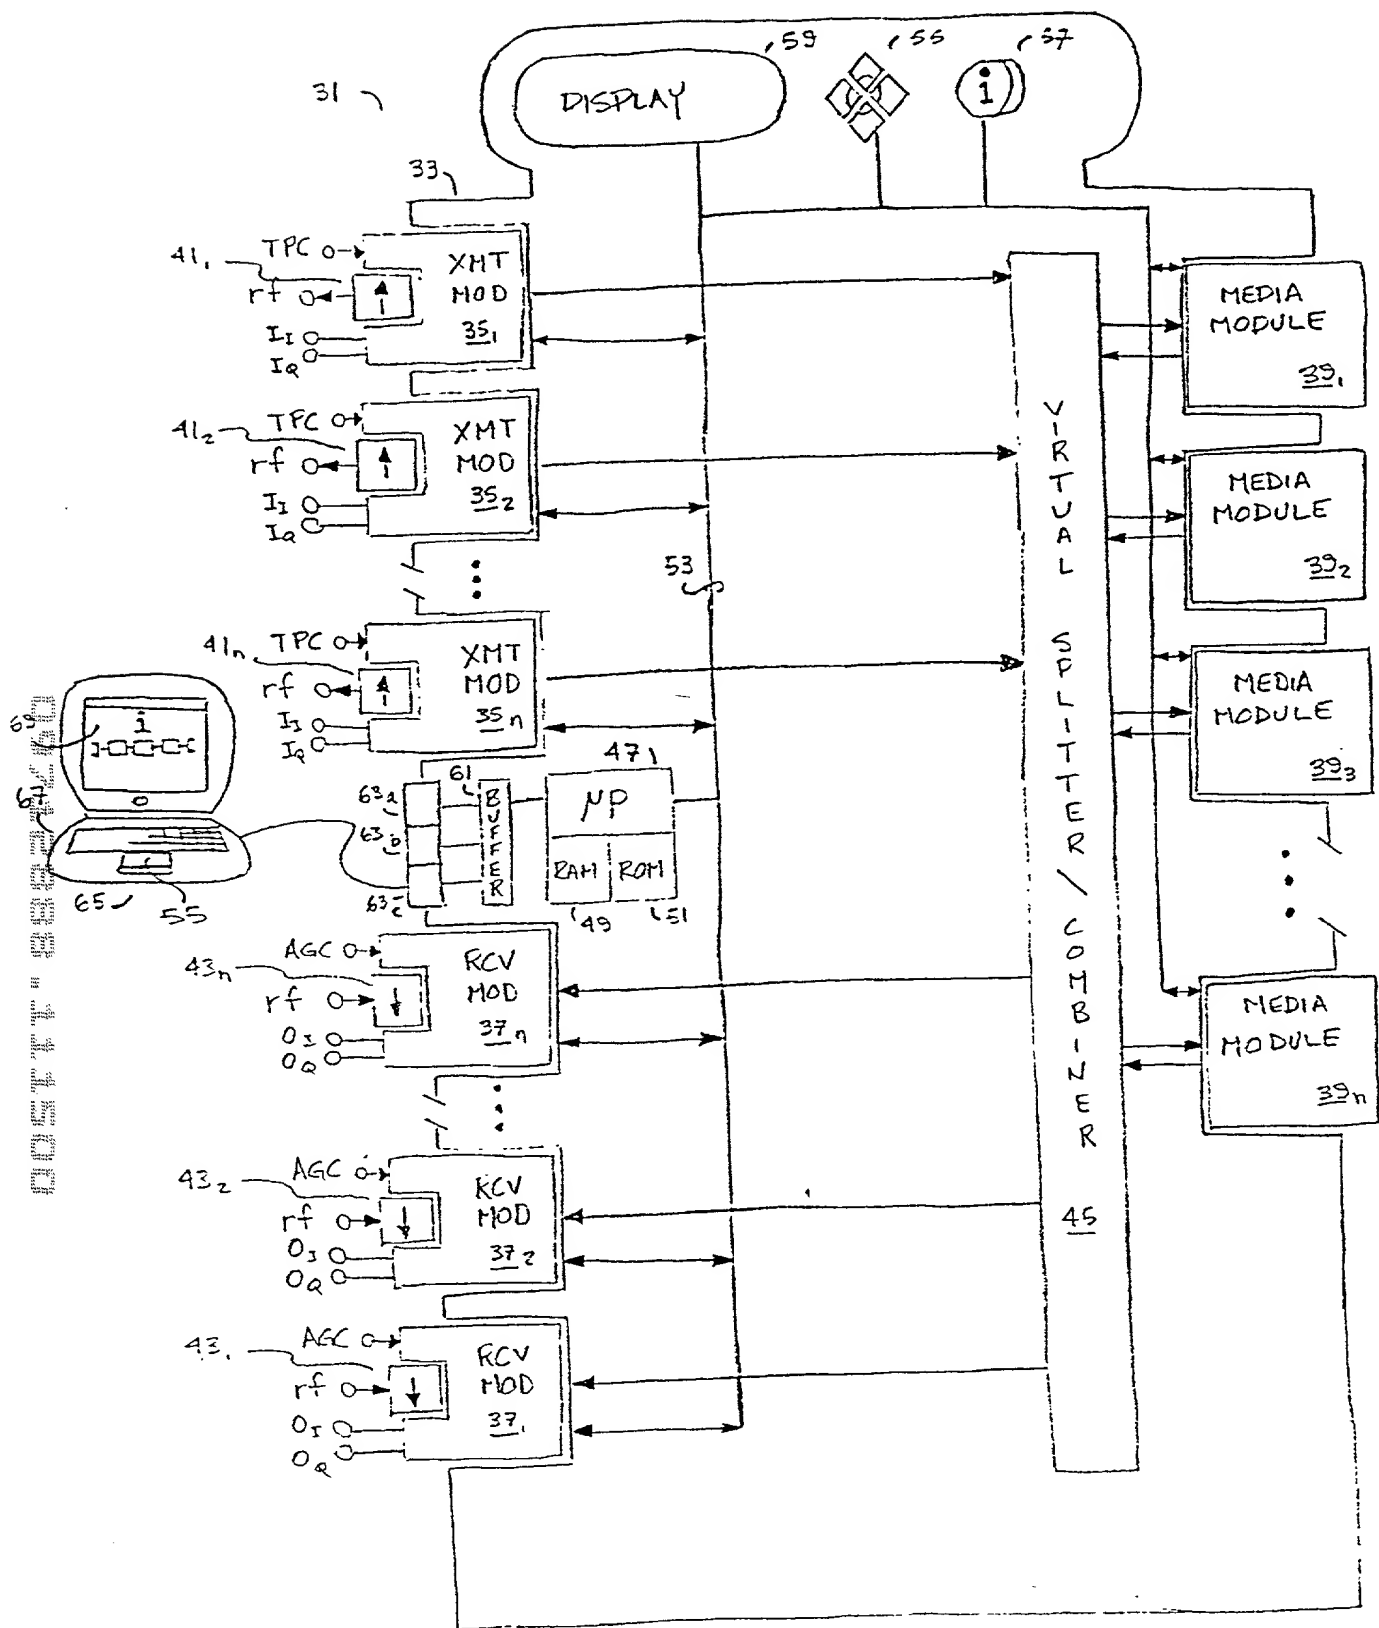 31
DISPLAY
59
55
i
57
33
41₁
TPC
rf
I_I
I_Q
XMT
MOD
35₁
41₂
TPC
rf
I_I
I_Q
XMT
MOD
35₂
53
41n
TPC
rf
I_I
I_Q
XMT
MOD
35n
59
i
67
65
55
63a
63b
63c
61
BUFFER
47
µP
RAM
ROM
49
51
43n
AGC
rf
O_I
O_Q
RCV
MOD
37n
43₂
AGC
rf
O_I
O_Q
RCV
MOD
37₂
43₁
AGC
rf
O_I
O_Q
RCV
MOD
37₁
VIRTUAL SPLITTER / COMBINER
45
MEDIA
MODULE
39₁
MEDIA
MODULE
39₂
MEDIA
MODULE
39₃
MEDIA
MODULE
39n